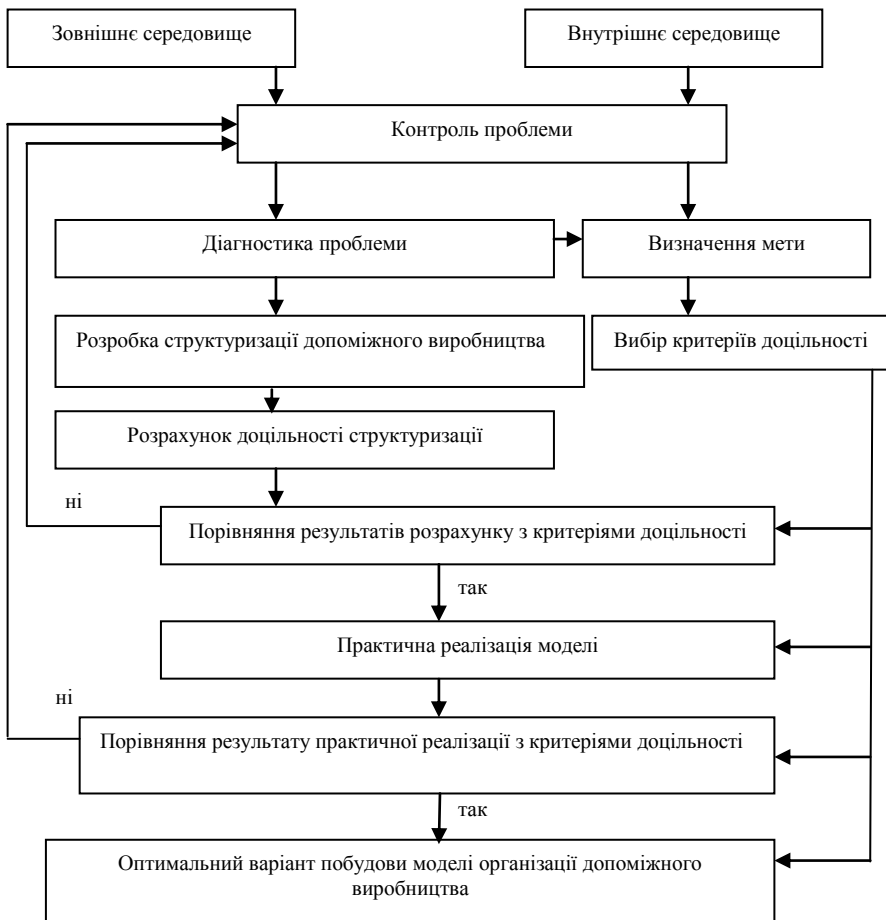 Зовнішнє середовище
Внутрішнє середовище
Контроль проблеми
Діагностика проблеми
Визначення мети
Розробка структуризації допоміжного виробництва
Вибір критеріїв доцільності
Розрахунок доцільності структуризації
ні
Порівняння результатів розрахунку з критеріями доцільності
так
Практична реалізація моделі
ні
Порівняння результату практичної реалізації з критеріями доцільності
так
Оптимальний варіант побудови моделі організації допоміжного
виробництва